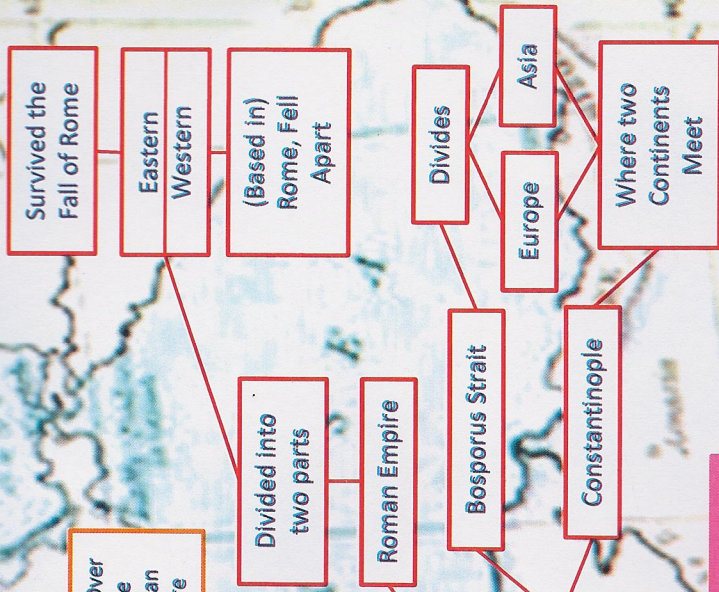 Survived the
Fall of Rome
Eastern
Western
(Based in)
Rome, Fell
Apart
Divided into
two parts
Roman Empire
Divides
Asia
Europe
Where two
Continents
Meet
Bosporus Strait
Constantinople